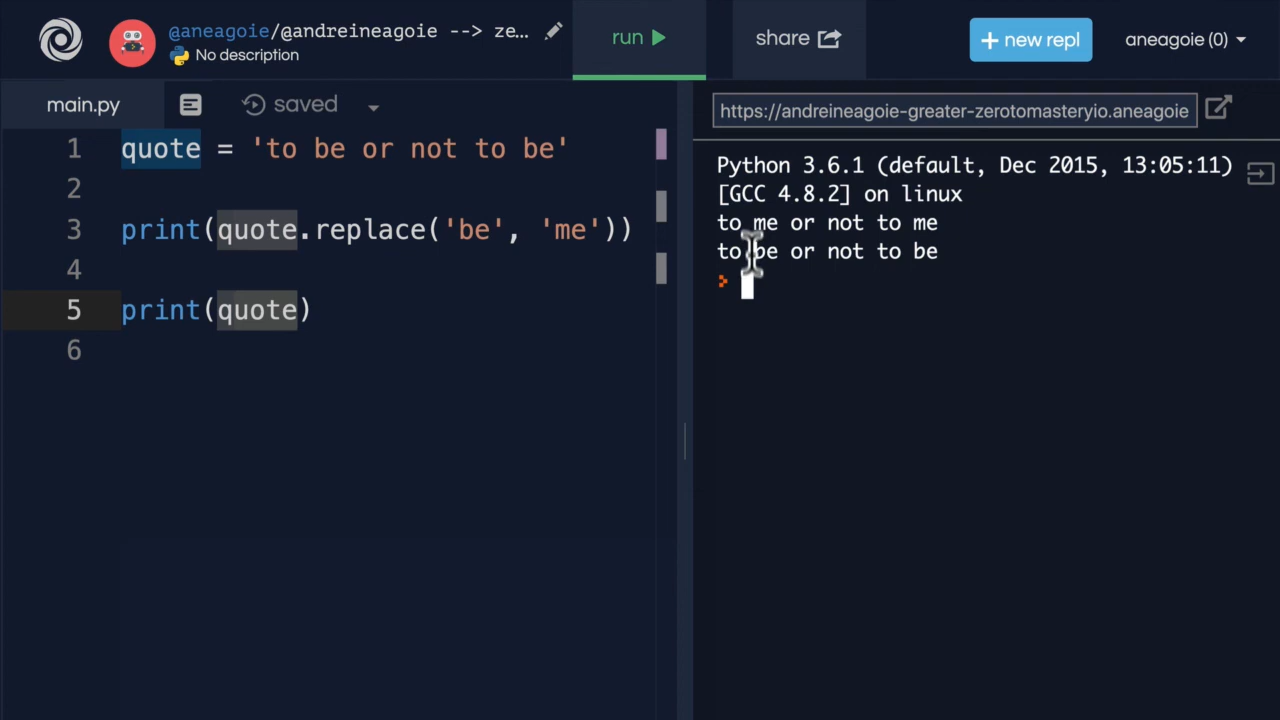 @aneagoie/@andreineagoie --> ze...
No description
run
share
+ new repl
aneagoie (0)
main.py
saved
https://andreineagoie-greater-zerotomasteryio.aneagoie
1 quote = 'to be or not to be'
2
3 print(quote.replace('be', 'me'))
4
5 print(quote)
6
Python 3.6.1 (default, Dec 2015, 13:05:11)
[GCC 4.8.2] on linux
to me or not to me
to be or not to be
>